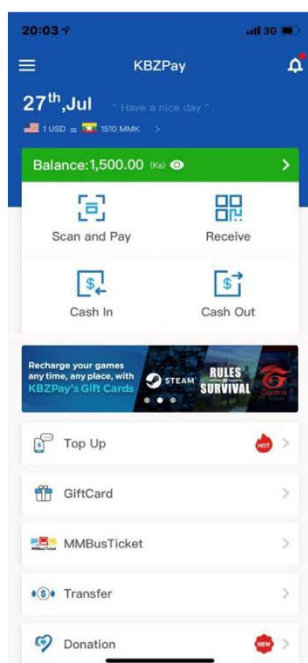 20:03
3G
KBZPay
27th,Jul ~ Have a nice day ~
1 USD = 1510 MMK >
Balance:1,500.00 (Ks) >
Scan and Pay Receive
Cash In Cash Out
Recharge your games
any time, any place, with
KBZPay's Gift Cards
STEAM
RULES
OF
SURVIVAL
Garena
Top Up HOT >
GiftCard >
MMBusTicket >
Transfer >
Donation NEW >